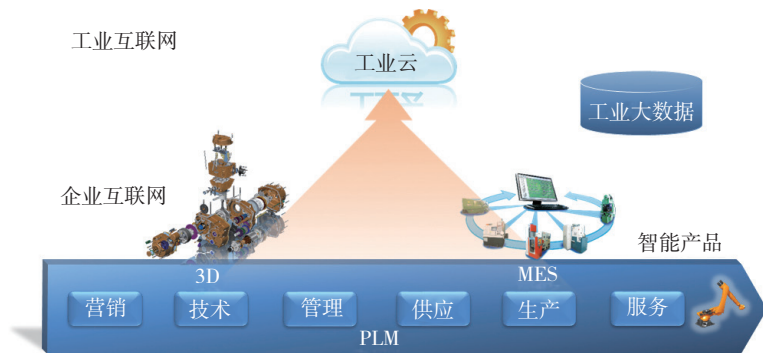 工业互联网
工业云
工业大数据
企业互联网
智能产品
3D
MES
营销
技术
管理
供应
生产
服务
PLM